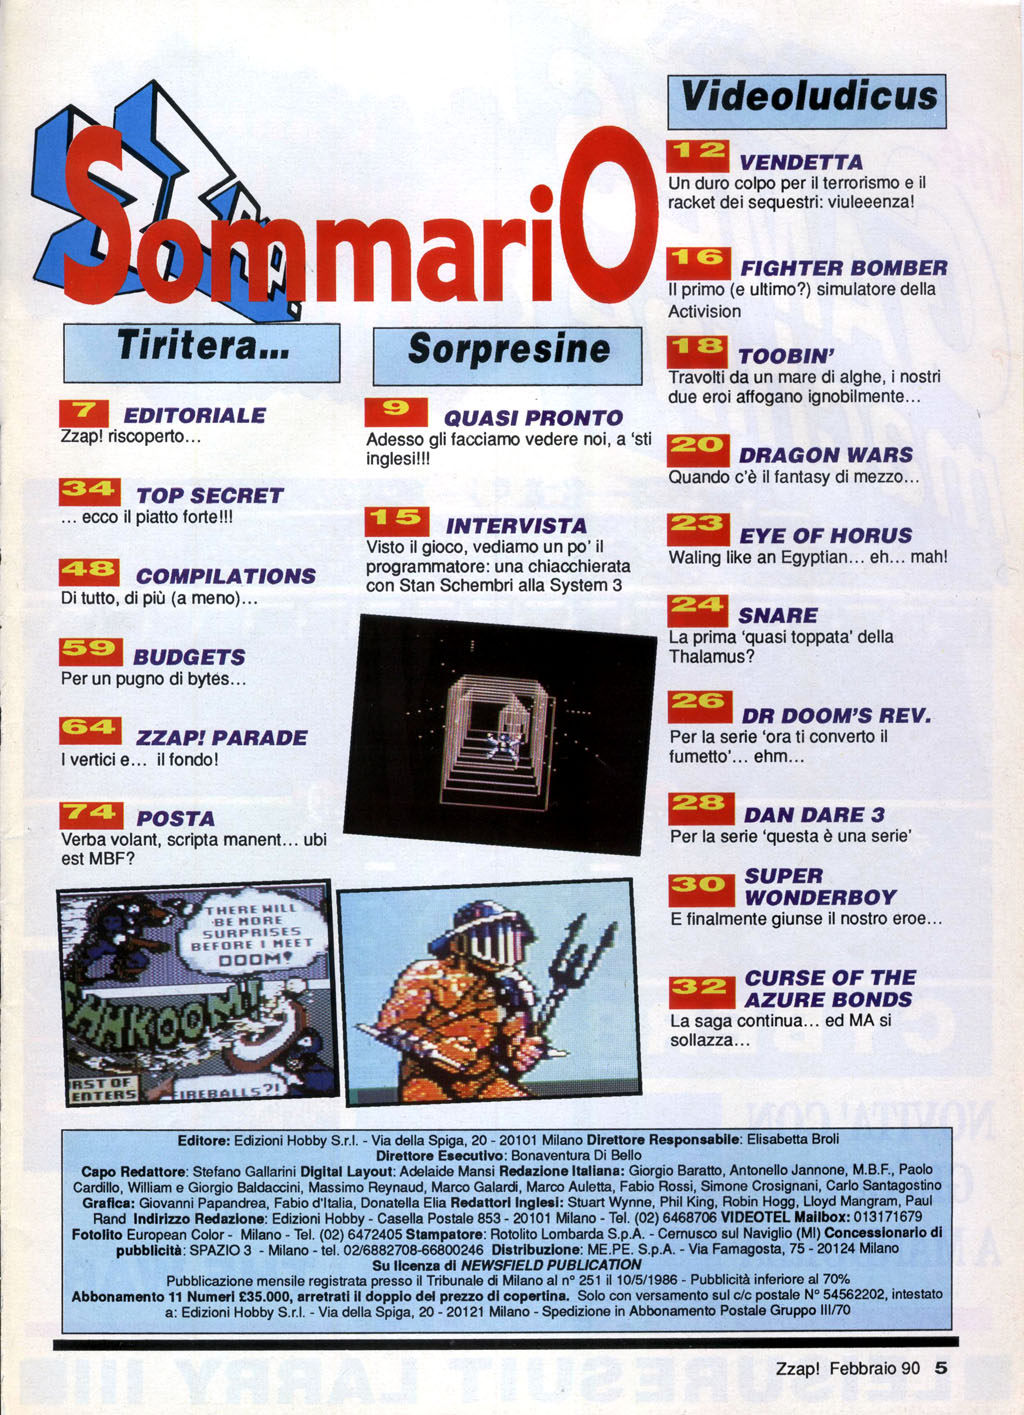 ZZAP!
SommariO
Tiritera...
7 EDITORIALE
Zzap! riscoperto...
34 TOP SECRET
... ecco il piatto forte!!!
48 COMPILATIONS
Di tutto, di più (a meno)...
59 BUDGETS
Per un pugno di bytes...
64 ZZAP! PARADE
I vertici e... il fondo!
74 POSTA
Verba volant, scripta manent... ubi
est MBF?
Sorpresine
9 QUASI PRONTO
Adesso gli facciamo vedere noi, a 'sti
inglesi!!!
15 INTERVISTA
Visto il gioco, vediamo un po' il
programmatore: una chiacchierata
con Stan Schembri alla System 3
Videoludicus
12 VENDETTA
Un duro colpo per il terrorismo e il
racket dei sequestri: viuleeenza!
16 FIGHTER BOMBER
Il primo (e ultimo?) simulatore della
Activision
18 TOOBIN'
Travolti da un mare di alghe, i nostri
due eroi affogano ignobilmente...
20 DRAGON WARS
Quando c'è il fantasy di mezzo...
23 EYE OF HORUS
Waling like an Egyptian... eh... mah!
24 SNARE
La prima 'quasi toppata' della
Thalamus?
26 DR DOOM'S REV.
Per la serie 'ora ti converto il
fumetto'... ehm...
28 DAN DARE 3
Per la serie 'questa è una serie'
30 SUPER
WONDERBOY
E finalmente giunse il nostro eroe...
32 CURSE OF THE
AZURE BONDS
La saga continua... ed MA si
sollazza...
THERE WILL
BE MORE
SURPRISES
BEFORE I MEET
DOOM!
HHKOOM!
RST OF
ENTERS
FIREBALLS?!
Editore: Edizioni Hobby S.r.l. - Via della Spiga, 20 - 20101 Milano Direttore Responsabile: Elisabetta Broli
Direttore Esecutivo: Bonaventura Di Bello
Capo Redattore: Stefano Gallarini Digital Layout: Adelaide Mansi Redazione Italiana: Giorgio Baratto, Antonello Jannone, M.B.F., Paolo
Cardillo, William e Giorgio Baldaccini, Massimo Reynaud, Marco Galardi, Marco Auletta, Fabio Rossi, Simone Crosignani, Carlo Santagostino
Grafica: Giovanni Papandrea, Fabio d'Italia, Donatella Elia Redattori Inglesi: Stuart Wynne, Phil King, Robin Hogg, Lloyd Mangram, Paul
Rand Indirizzo Redazione: Edizioni Hobby - Casella Postale 853 - 20101 Milano - Tel. (02) 6468706 VIDEOTEL Mailbox: 013171679
Fotolito European Color - Milano - Tel. (02) 6472405 Stampatore: Rotolito Lombarda S.p.A. - Cernusco sul Naviglio (MI) Concessionario di
pubblicità: SPAZIO 3 - Milano - tel. 02/6882708-66800246 Distribuzione: ME.PE. S.p.A. - Via Famagosta, 75 - 20124 Milano
Su licenza di NEWSFIELD PUBLICATION
Pubblicazione mensile registrata presso il Tribunale di Milano al n° 251 il 10/5/1986 - Pubblicità inferiore al 70%
Abbonamento 11 Numeri £35.000, arretrati il doppio del prezzo di copertina. Solo con versamento sul c/c postale N° 54562202, intestato
a: Edizioni Hobby S.r.l. - Via della Spiga, 20 - 20121 Milano - Spedizione in Abbonamento Postale Gruppo III/70
Zzap! Febbraio 90 5